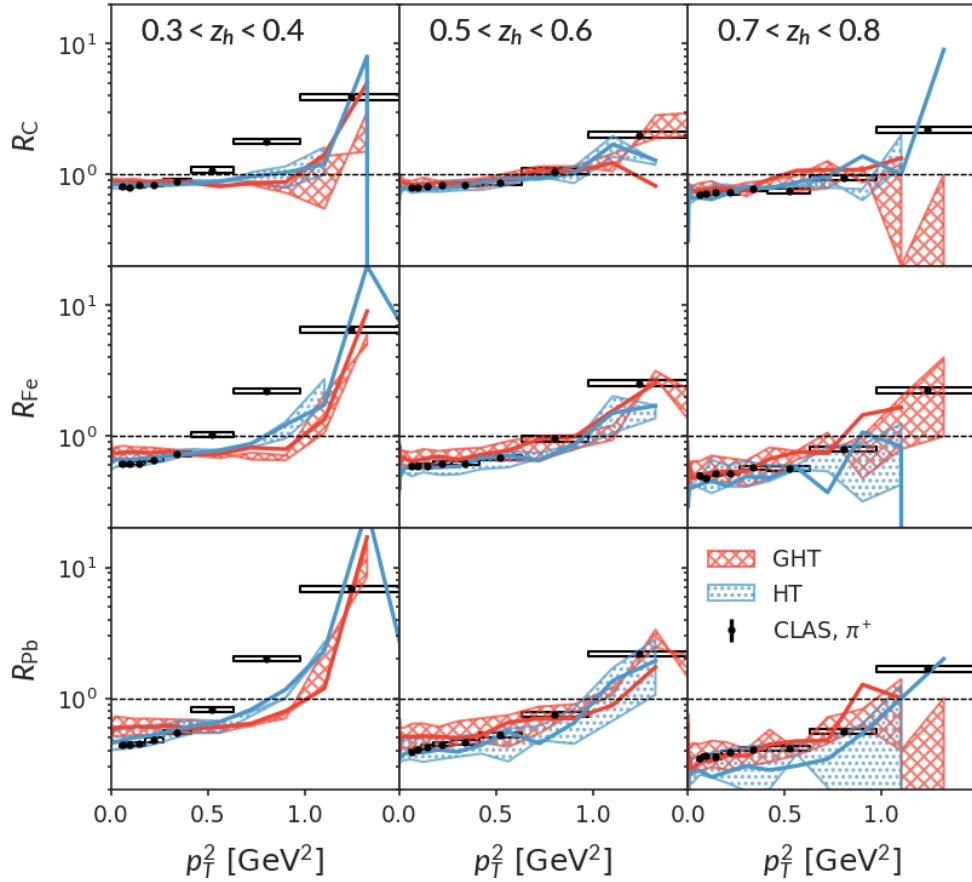 0.3 < z_h < 0.4
0.5 < z_h < 0.6
0.7 < z_h < 0.8
R_C
10^1
10^0
R_Fe
10^1
10^0
R_Pb
10^1
10^0
GHT
HT
CLAS, π^+
0.0 0.5 1.0 0.0 0.5 1.0 0.0 0.5 1.0
p_T^2 [GeV^2]
p_T^2 [GeV^2]
p_T^2 [GeV^2]